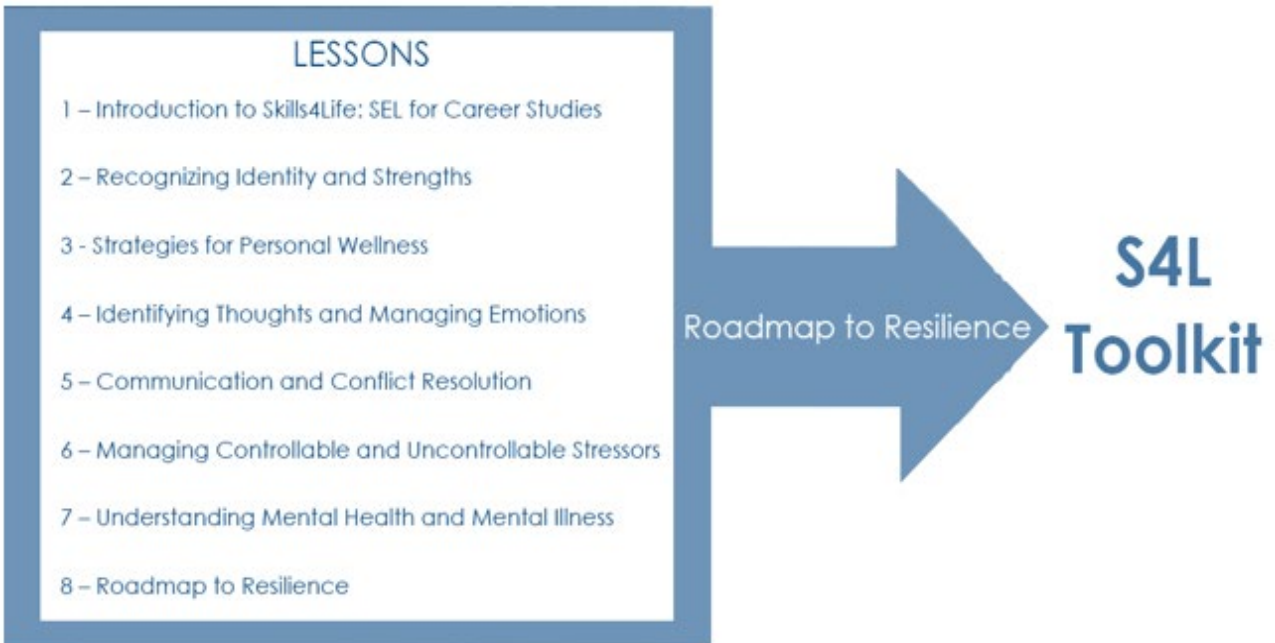 LESSONS
1 – Introduction to Skills4Life: SEL for Career Studies
2 – Recognizing Identity and Strengths
3 - Strategies for Personal Wellness
4 – Identifying Thoughts and Managing Emotions
5 – Communication and Conflict Resolution
6 – Managing Controllable and Uncontrollable Stressors
7 – Understanding Mental Health and Mental Illness
8 – Roadmap to Resilience
Roadmap to Resilience
S4L
Toolkit